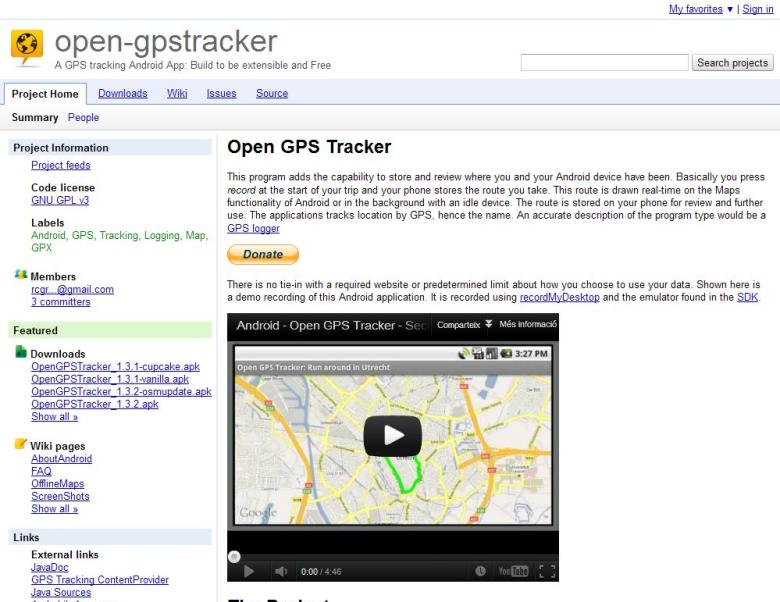 My favorites ▼ | Sign in
open-gpstracker
A GPS tracking Android App: Build to be extensible and Free
Search projects
Project Home Downloads Wiki Issues Source
Summary People
Project Information
Project feeds
Code license
GNU GPL v3
Labels
Android, GPS, Tracking, Logging, Map,
GPX
Members
rcgr...@gmail.com
3 committers
Featured
Downloads
OpenGPSTracker_1.3.1-cupcake.apk
OpenGPSTracker_1.3.1-vanilla.apk
OpenGPSTracker_1.3.2-osmupdate.apk
OpenGPSTracker_1.3.2.apk
Show all »
Wiki pages
AboutAndroid
FAQ
OfflineMaps
ScreenShots
Show all »
Links
External links
JavaDoc
GPS Tracking ContentProvider
Java Sources
Open GPS Tracker
This program adds the capability to store and review where you and your Android device have been. Basically you press
record at the start of your trip and your phone stores the route you take. This route is drawn real-time on the Maps
functionality of Android or in the background with an idle device. The route is stored on your phone for review and further
use. The applications tracks location by GPS, hence the name. An accurate description of the program type would be a
GPS logger
Donate
There is no tie-in with a required website or predetermined limit about how you choose to use your data. Shown here is
a demo recording of this Android application. It is recorded using recordMyDesktop and the emulator found in the SDK.
Android - Open GPS Tracker - Sec Comparteix Més informació
3:27 PM
Open GPS Tracker: Run around in Utrecht
Google
0:00 / 4:46 YouTube
The Project